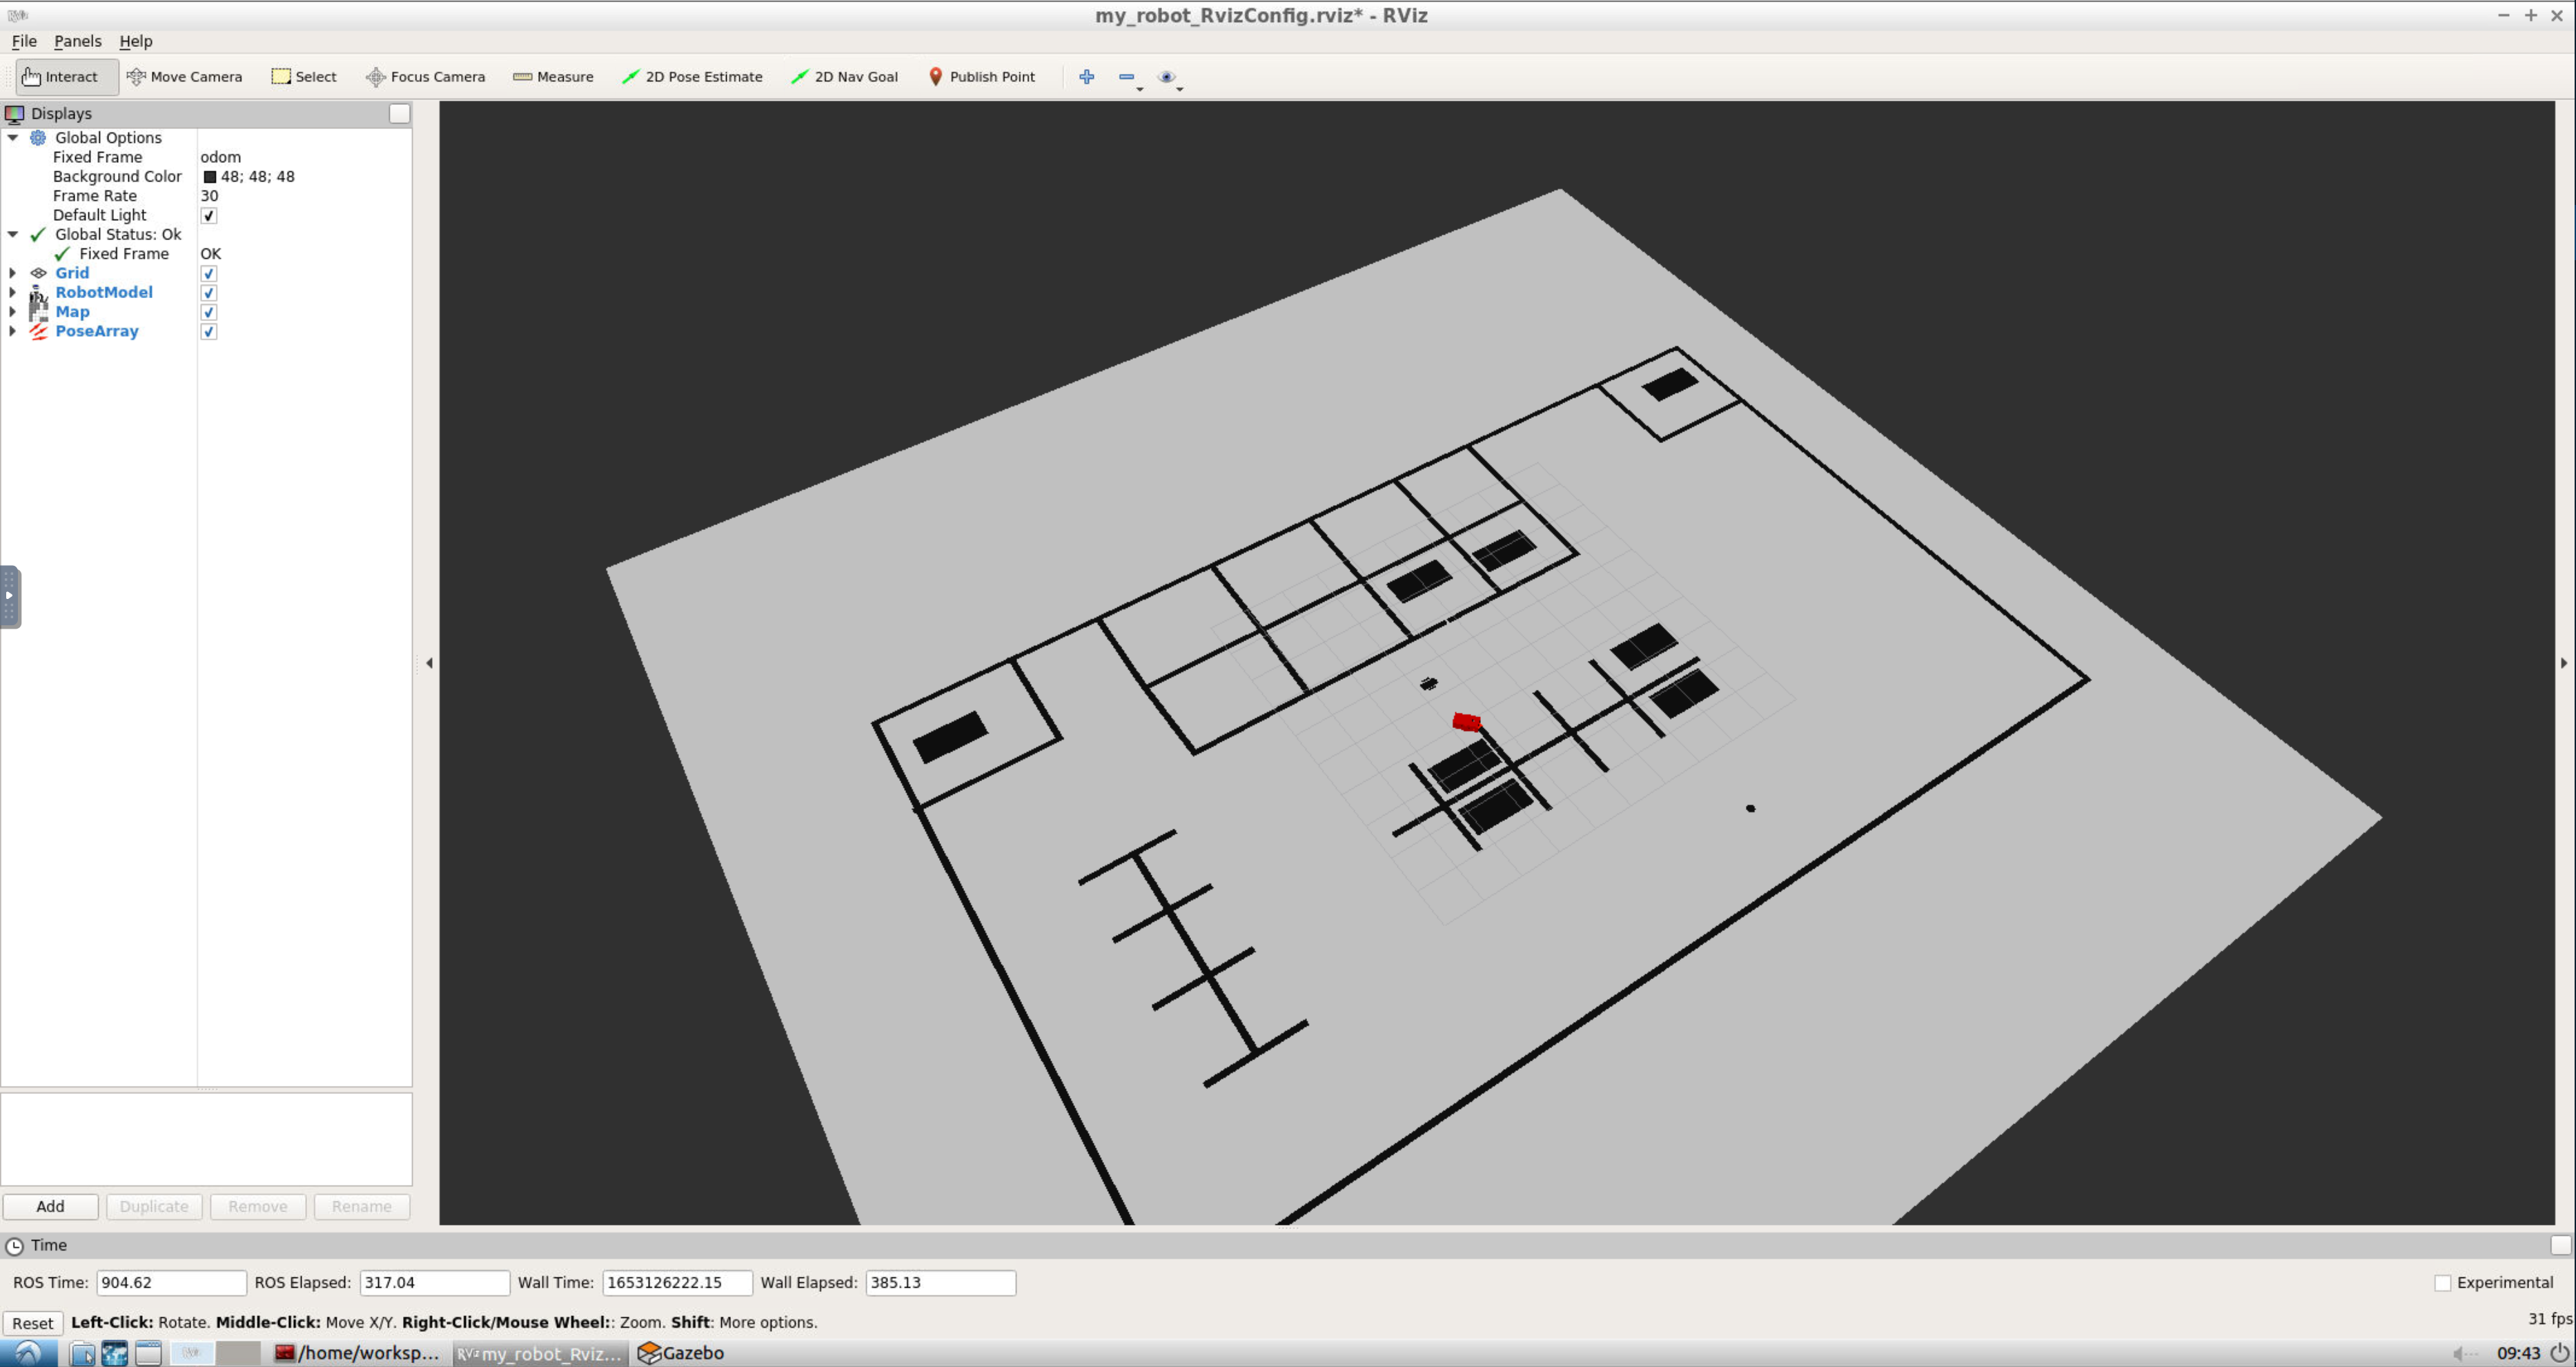 my_robot_RvizConfig.rviz* - RViz
File Panels Help
Interact Move Camera Select Focus Camera Measure 2D Pose Estimate 2D Nav Goal Publish Point
Displays
Global Options
Fixed Frame odom
Background Color 48; 48; 48
Frame Rate 30
Default Light
Global Status: Ok
Fixed Frame OK
Grid
RobotModel
Map
PoseArray
Add Duplicate Remove Rename
Time
ROS Time: 904.62 ROS Elapsed: 317.04 Wall Time: 1653126222.15 Wall Elapsed: 385.13 Experimental
Reset Left-Click: Rotate. Middle-Click: Move X/Y. Right-Click/Mouse Wheel:: Zoom. Shift: More options. 31 fps
/home/worksp... my_robot_Rviz... Gazebo 09:43